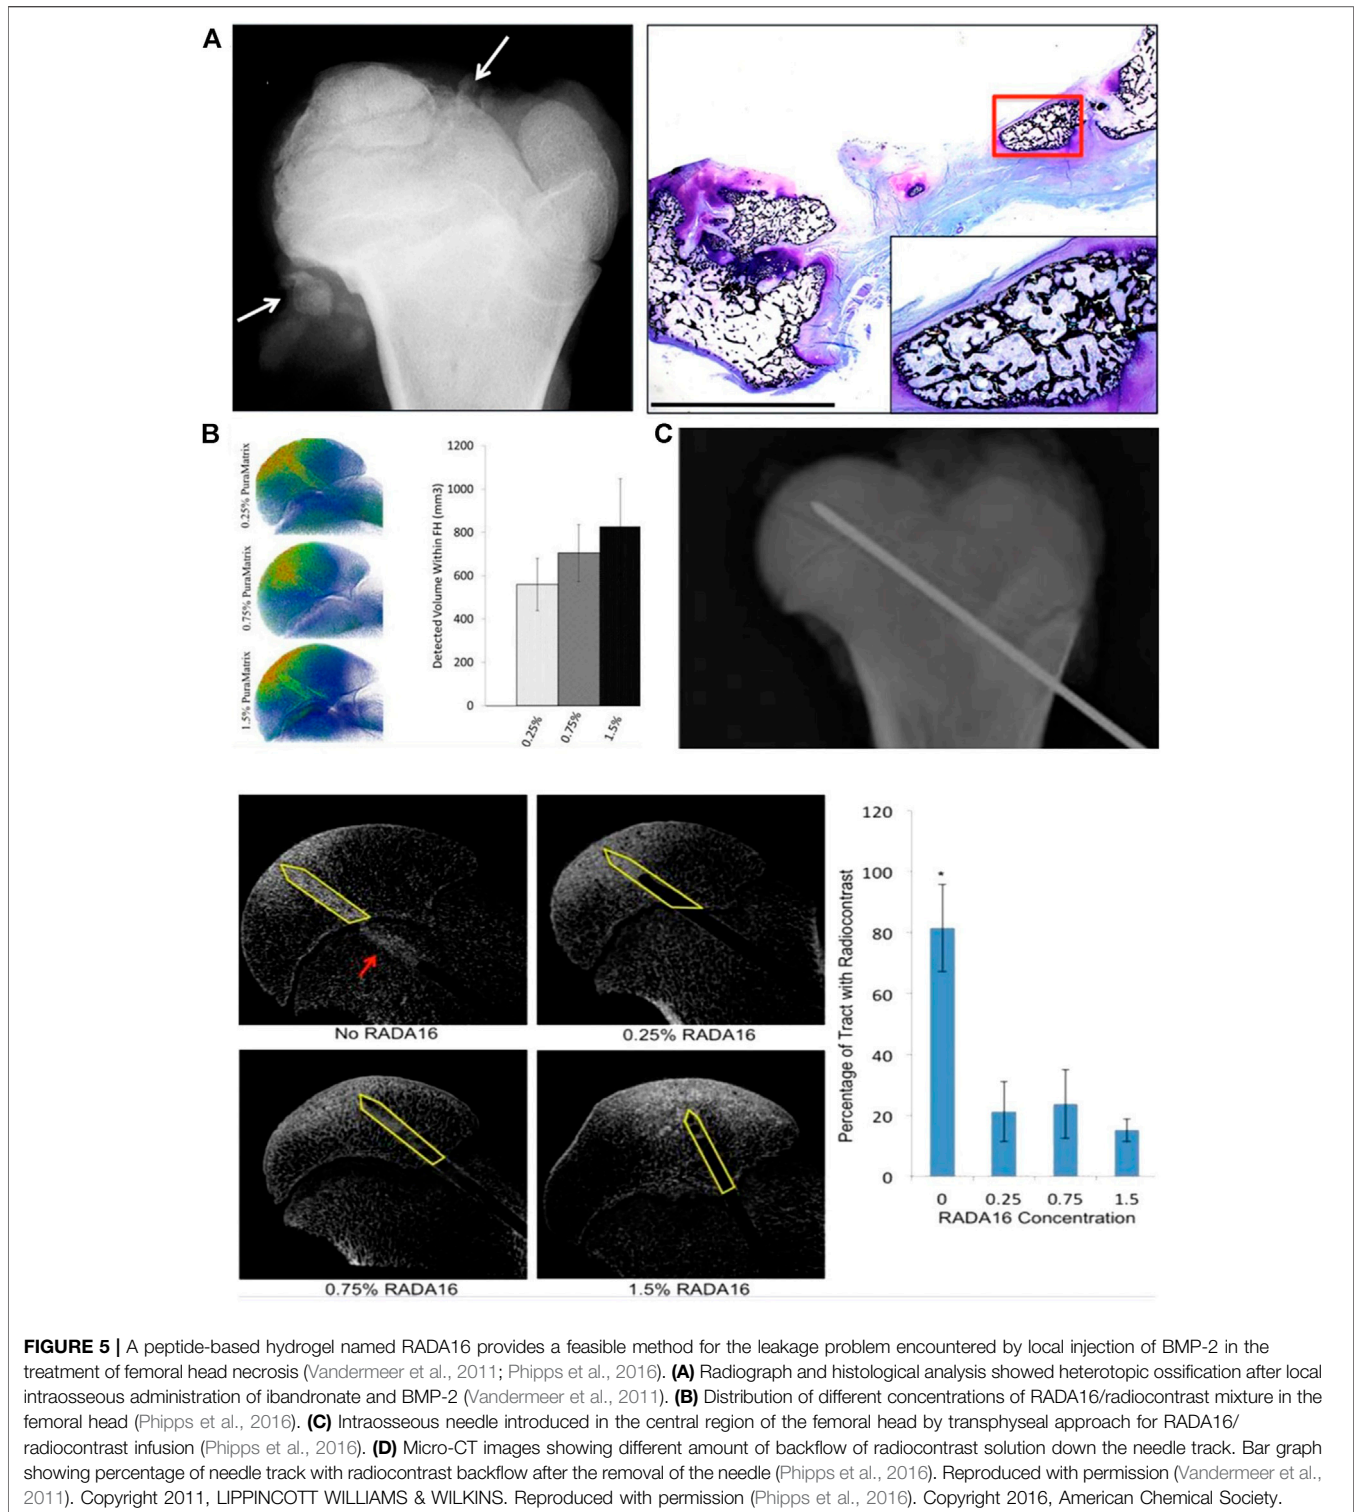 A
B
0.25% PuraMatrix
0.75% PuraMatrix
1.5% PuraMatrix
Detected Volume Within FH (mm3)
1200
1000
800
600
400
200
0
0.25%
0.75%
1.5%
C
No RADA16
0.25% RADA16
0.75% RADA16
1.5% RADA16
Percentage of Tract with Radiocontrast
120
100
80
60
40
20
0
*
0
0.25
0.75
1.5
RADA16 Concentration
FIGURE 5 | A peptide-based hydrogel named RADA16 provides a feasible method for the leakage problem encountered by local injection of BMP-2 in the
treatment of femoral head necrosis (Vandermeer et al., 2011; Phipps et al., 2016). (A) Radiograph and histological analysis showed heterotopic ossification after local
intraosseous administration of ibandronate and BMP-2 (Vandermeer et al., 2011). (B) Distribution of different concentrations of RADA16/radiocontrast mixture in the
femoral head (Phipps et al., 2016). (C) Intraosseous needle introduced in the central region of the femoral head by transphyseal approach for RADA16/
radiocontrast infusion (Phipps et al., 2016). (D) Micro-CT images showing different amount of backflow of radiocontrast solution down the needle track. Bar graph
showing percentage of needle track with radiocontrast backflow after the removal of the needle (Phipps et al., 2016). Reproduced with permission (Vandermeer et al.,
2011). Copyright 2011, LIPPINCOTT WILLIAMS & WILKINS. Reproduced with permission (Phipps et al., 2016). Copyright 2016, American Chemical Society.